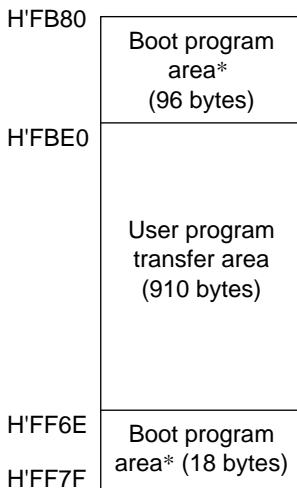 H'FB80
Boot program
area*
(96 bytes)
H'FBE0
User program
transfer area
(910 bytes)
H'FF6E
Boot program
area* (18 bytes)
H'FF7F